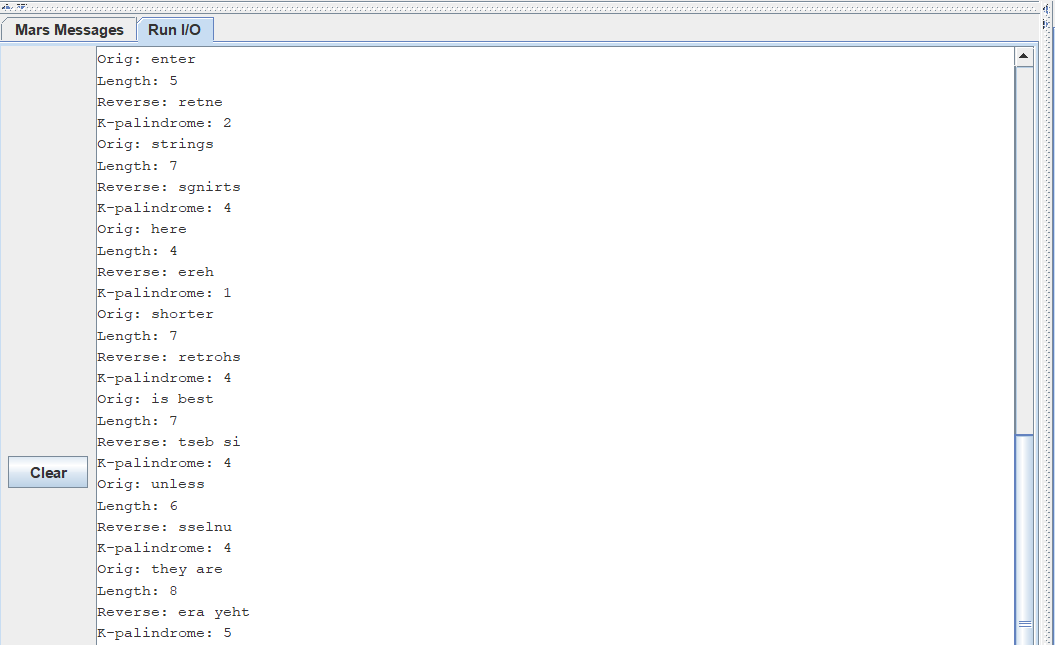 Mars Messages Run I/O
Orig: enter
Length: 5
Reverse: retne
K-palindrome: 2
Orig: strings
Length: 7
Reverse: sgnirts
K-palindrome: 4
Orig: here
Length: 4
Reverse: ereh
K-palindrome: 1
Orig: shorter
Length: 7
Reverse: retrohs
K-palindrome: 4
Orig: is best
Length: 7
Reverse: tseb si
K-palindrome: 4
Clear
Orig: unless
Length: 6
Reverse: sselnu
K-palindrome: 4
Orig: they are
Length: 8
Reverse: era yeht
K-palindrome: 5